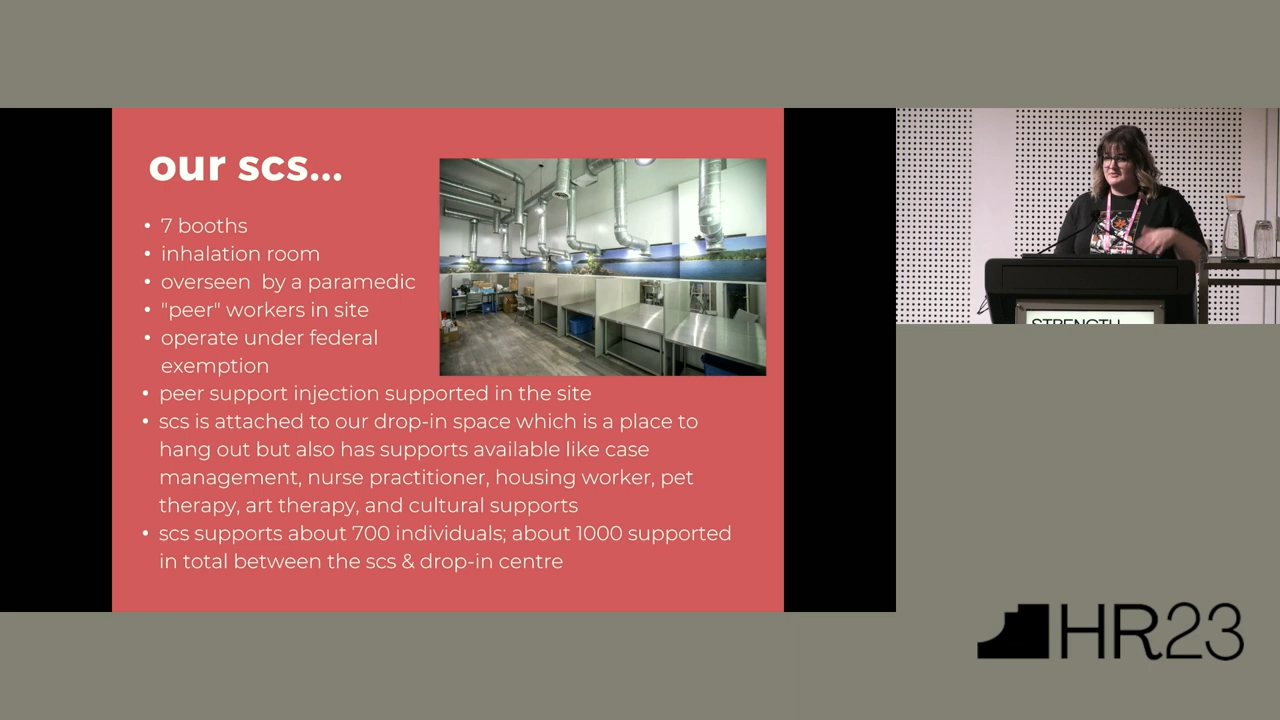 our scs...
• 7 booths
• inhalation room
• overseen  by a paramedic
• "peer" workers in site
• operate under federal
exemption
• peer support injection supported in the site
• scs is attached to our drop-in space which is a place to
hang out but also has supports available like case
management, nurse practitioner, housing worker, pet
therapy, art therapy, and cultural supports
• scs supports about 700 individuals; about 1000 supported
in total between the scs & drop-in centre
STRENGTH
HR23